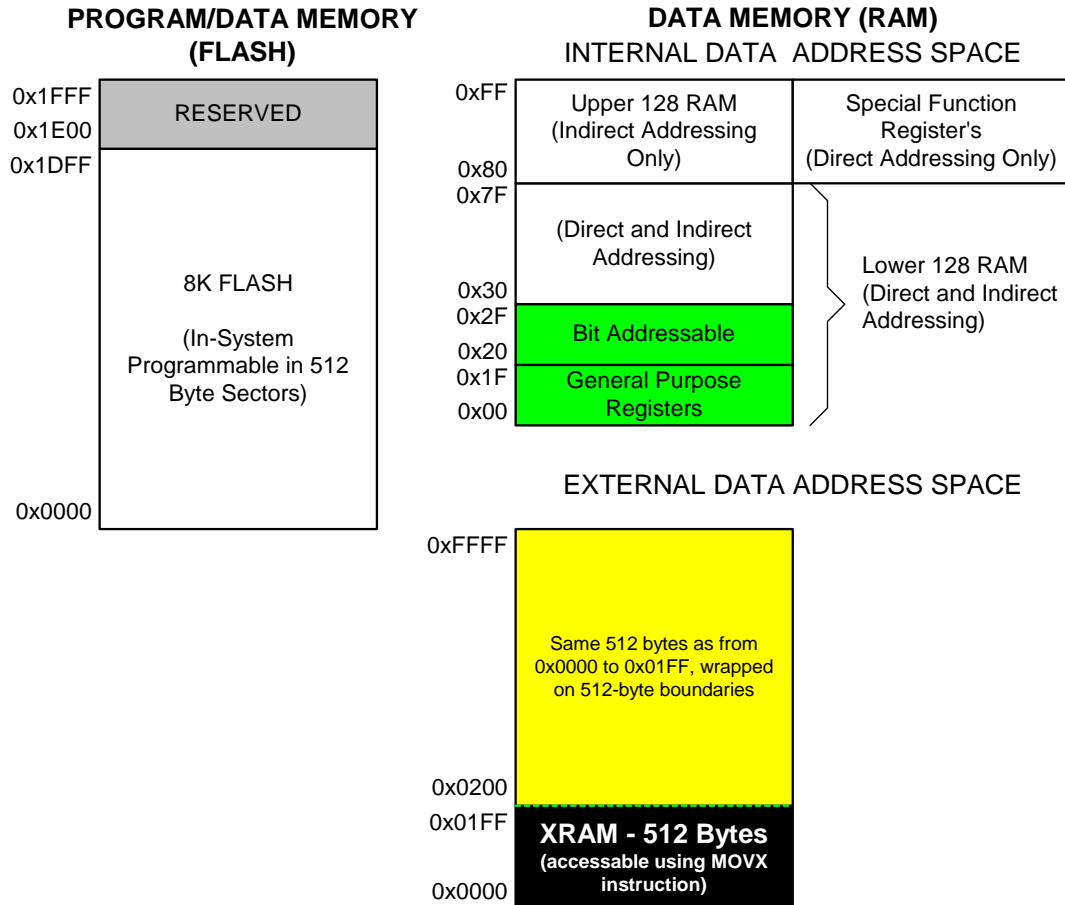 PROGRAM/DATA MEMORY
(FLASH)
0x1FFF
RESERVED
0x1E00
0x1DFF
8K FLASH
(In-System
Programmable in 512
Byte Sectors)
0x0000
DATA MEMORY (RAM)
INTERNAL DATA ADDRESS SPACE
0xFF
Upper 128 RAM
(Indirect Addressing
Only)
0x80
Special Function
Register's
(Direct Addressing Only)
0x7F
(Direct and Indirect
Addressing)
0x30
0x2F
Bit Addressable
0x20
0x1F
General Purpose
Registers
0x00
Lower 128 RAM
(Direct and Indirect
Addressing)
EXTERNAL DATA ADDRESS SPACE
0xFFFF
Same 512 bytes as from
0x0000 to 0x01FF, wrapped
on 512-byte boundaries
0x0200
0x01FF
XRAM - 512 Bytes
(accessable using MOVX
instruction)
0x0000